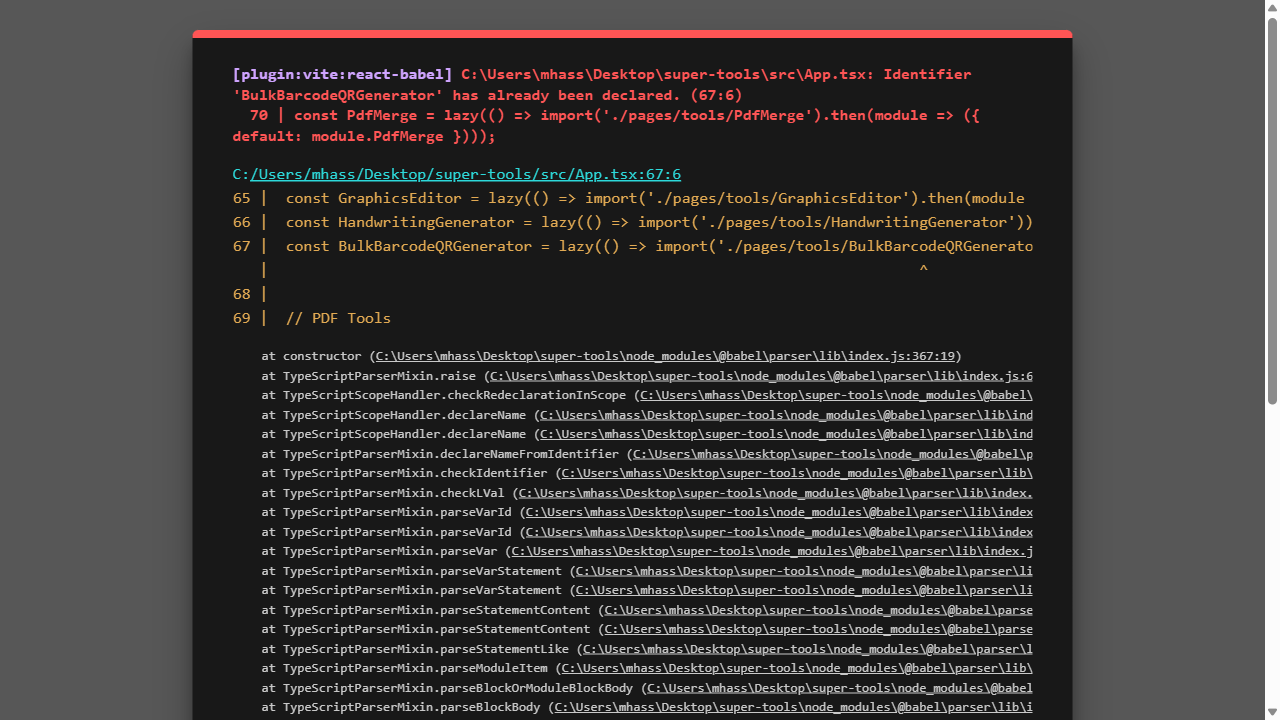 [plugin:vite:react-babel] C:\Users\mhass\Desktop\super-tools\src\App.tsx: Identifier
'BulkBarcodeQRGenerator' has already been declared. (67:6)
70 | const PdfMerge = lazy(() => import('./pages/tools/PdfMerge').then(module => ({
default: module.PdfMerge })));
C:/Users/mhass/Desktop/super-tools/src/App.tsx:67:6
65 | const GraphicsEditor = lazy(() => import('./pages/tools/GraphicsEditor').then(module
66 | const HandwritingGenerator = lazy(() => import('./pages/tools/HandwritingGenerator'))
67 | const BulkBarcodeQRGenerator = lazy(() => import('./pages/tools/BulkBarcodeQRGenerato
| ^
68 |
69 | // PDF Tools
at constructor (C:\Users\mhass\Desktop\super-tools\node_modules\@babel\parser\lib\index.js:367:19)
at TypeScriptParserMixin.raise (C:\Users\mhass\Desktop\super-tools\node_modules\@babel\parser\lib\index.js:6
at TypeScriptScopeHandler.checkRedeclarationInScope (C:\Users\mhass\Desktop\super-tools\node_modules\@babel\
at TypeScriptScopeHandler.declareName (C:\Users\mhass\Desktop\super-tools\node_modules\@babel\parser\lib\ind
at TypeScriptScopeHandler.declareName (C:\Users\mhass\Desktop\super-tools\node_modules\@babel\parser\lib\ind
at TypeScriptParserMixin.declareNameFromIdentifier (C:\Users\mhass\Desktop\super-tools\node_modules\@babel\p
at TypeScriptParserMixin.checkIdentifier (C:\Users\mhass\Desktop\super-tools\node_modules\@babel\parser\lib\
at TypeScriptParserMixin.checkLVal (C:\Users\mhass\Desktop\super-tools\node_modules\@babel\parser\lib\index.
at TypeScriptParserMixin.parseVarId (C:\Users\mhass\Desktop\super-tools\node_modules\@babel\parser\lib\index
at TypeScriptParserMixin.parseVarId (C:\Users\mhass\Desktop\super-tools\node_modules\@babel\parser\lib\index
at TypeScriptParserMixin.parseVar (C:\Users\mhass\Desktop\super-tools\node_modules\@babel\parser\lib\index.j
at TypeScriptParserMixin.parseVarStatement (C:\Users\mhass\Desktop\super-tools\node_modules\@babel\parser\li
at TypeScriptParserMixin.parseVarStatement (C:\Users\mhass\Desktop\super-tools\node_modules\@babel\parser\li
at TypeScriptParserMixin.parseStatementContent (C:\Users\mhass\Desktop\super-tools\node_modules\@babel\parse
at TypeScriptParserMixin.parseStatementContent (C:\Users\mhass\Desktop\super-tools\node_modules\@babel\parse
at TypeScriptParserMixin.parseStatementLike (C:\Users\mhass\Desktop\super-tools\node_modules\@babel\parser\l
at TypeScriptParserMixin.parseModuleItem (C:\Users\mhass\Desktop\super-tools\node_modules\@babel\parser\lib\
at TypeScriptParserMixin.parseBlockOrModuleBlockBody (C:\Users\mhass\Desktop\super-tools\node_modules\@babel
at TypeScriptParserMixin.parseBlockBody (C:\Users\mhass\Desktop\super-tools\node_modules\@babel\parser\lib\i